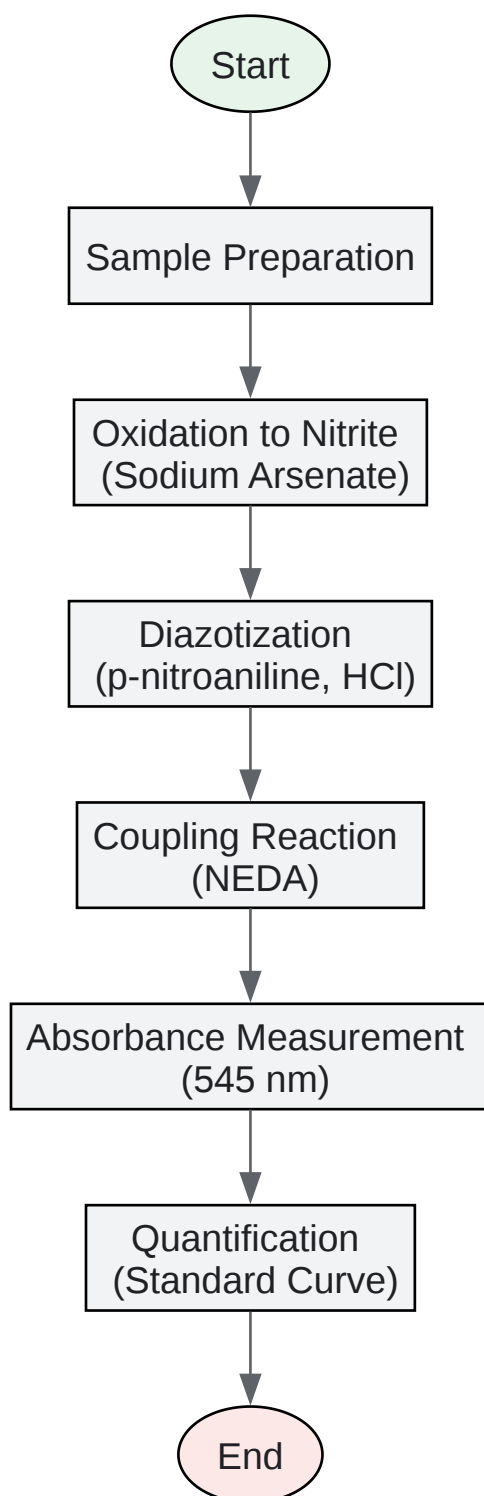 Start
Sample Preparation
Oxidation to Nitrite
(Sodium Arsenate)
Diazotization
(p-nitroaniline, HCl)
Coupling Reaction
(NEDA)
Absorbance Measurement
(545 nm)
Quantification
(Standard Curve)
End